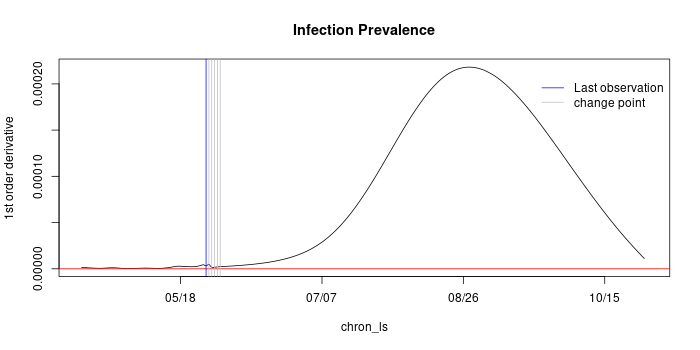 Infection Prevalence
1st order derivative
0.00020
0.00010
0.00000
Last observation
change point
05/18
07/07
08/26
10/15
chron_ls